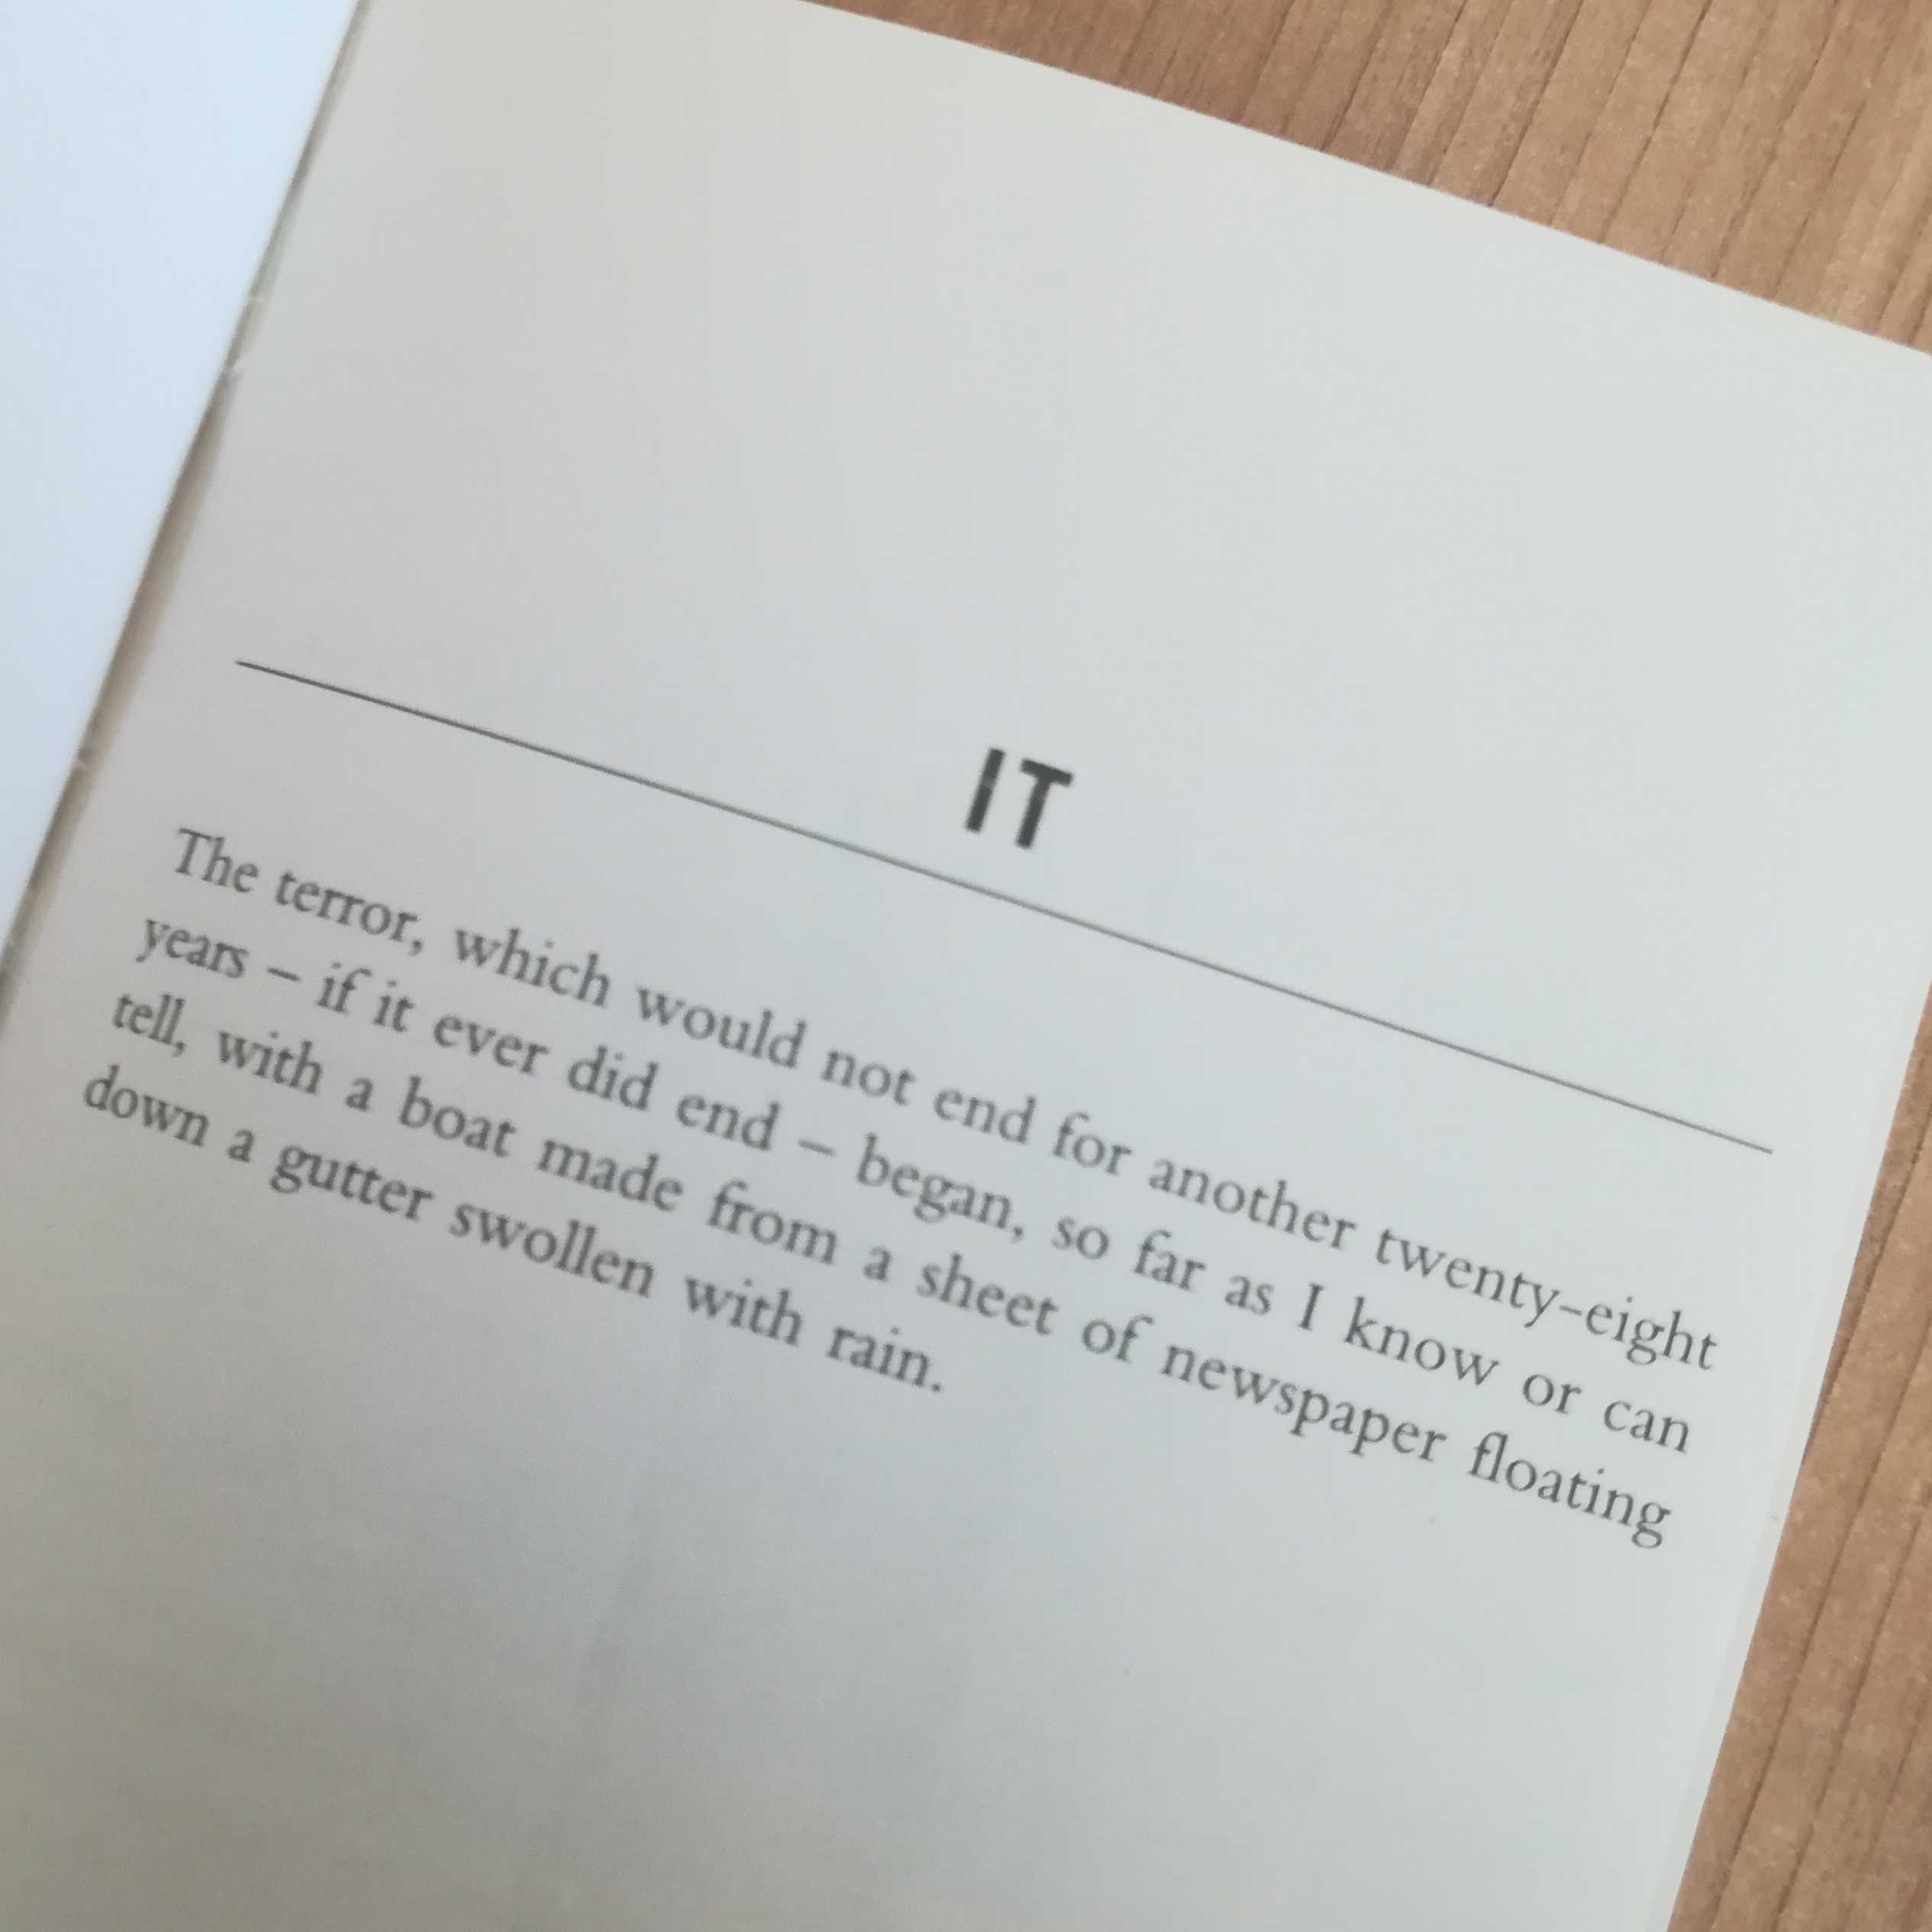 IT
The terror, which would not end for another twenty-eight
years – if it ever did end – began, so far as I know or can
tell, with a boat made from a sheet of newspaper floating
down a gutter swollen with rain.